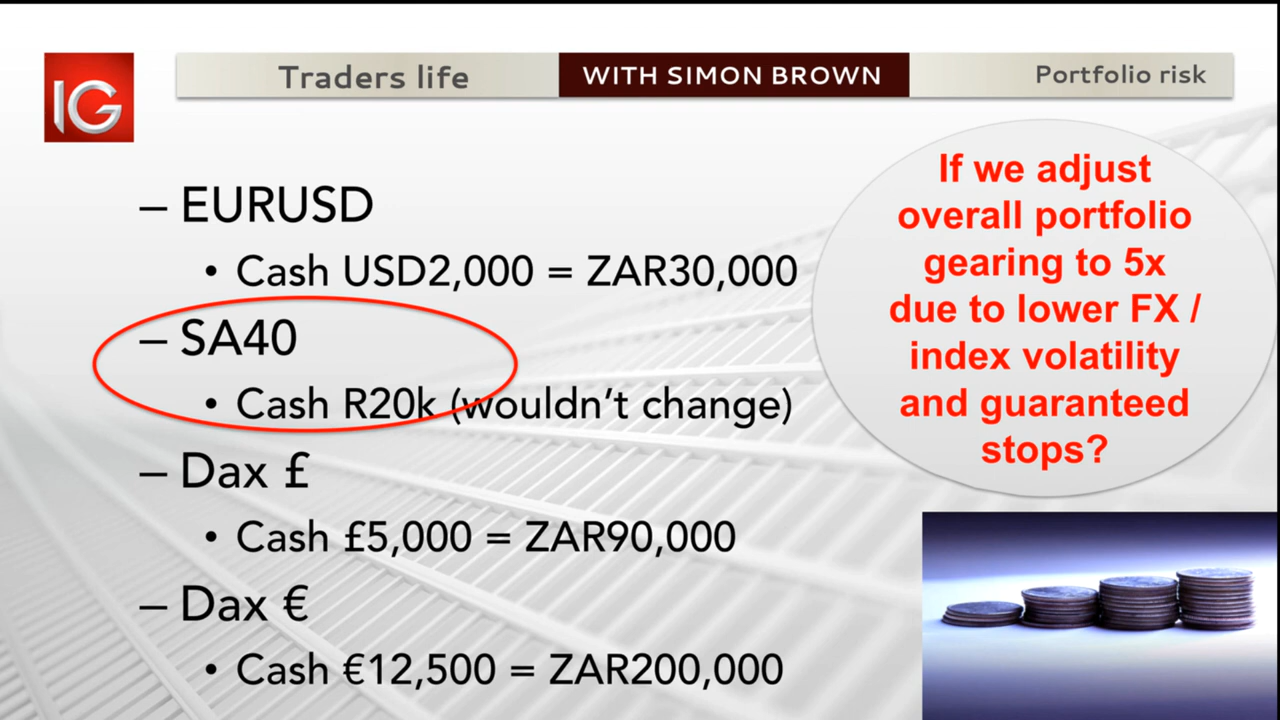 IG
Traders life
WITH SIMON BROWN
Portfolio risk
– EURUSD
• Cash USD2,000 = ZAR30,000
– SA40
• Cash R20k (wouldn’t change)
– Dax £
• Cash £5,000 = ZAR90,000
– Dax €
• Cash €12,500 = ZAR200,000
If we adjust
overall portfolio
gearing to 5x
due to lower FX /
index volatility
and guaranteed
stops?